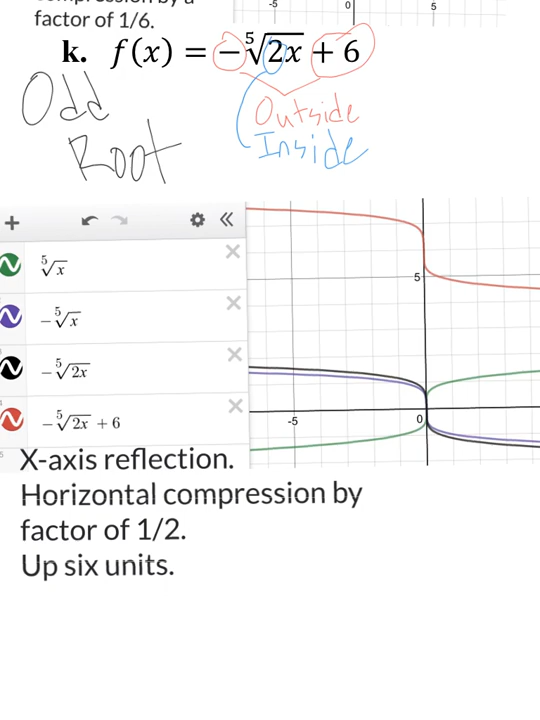 factor of 1/6.
-5 0 5
k. f(x) = −⁵√2x + 6
Odd
Root
Outside
Inside
+
⁵√x
−⁵√x
−⁵√2x
−⁵√2x + 6
5
-5 0
X-axis reflection.
Horizontal compression by
factor of 1/2.
Up six units.